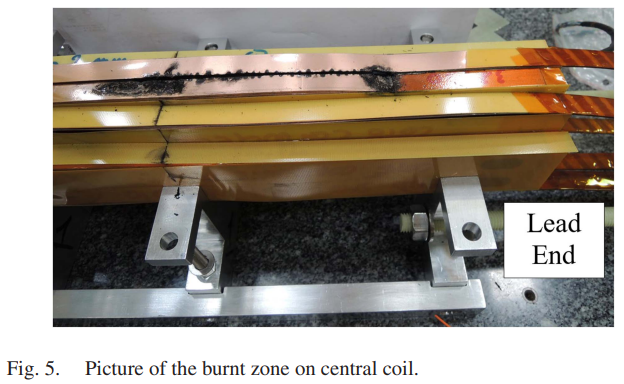 Lead
End
Fig. 5. Picture of the burnt zone on central coil.